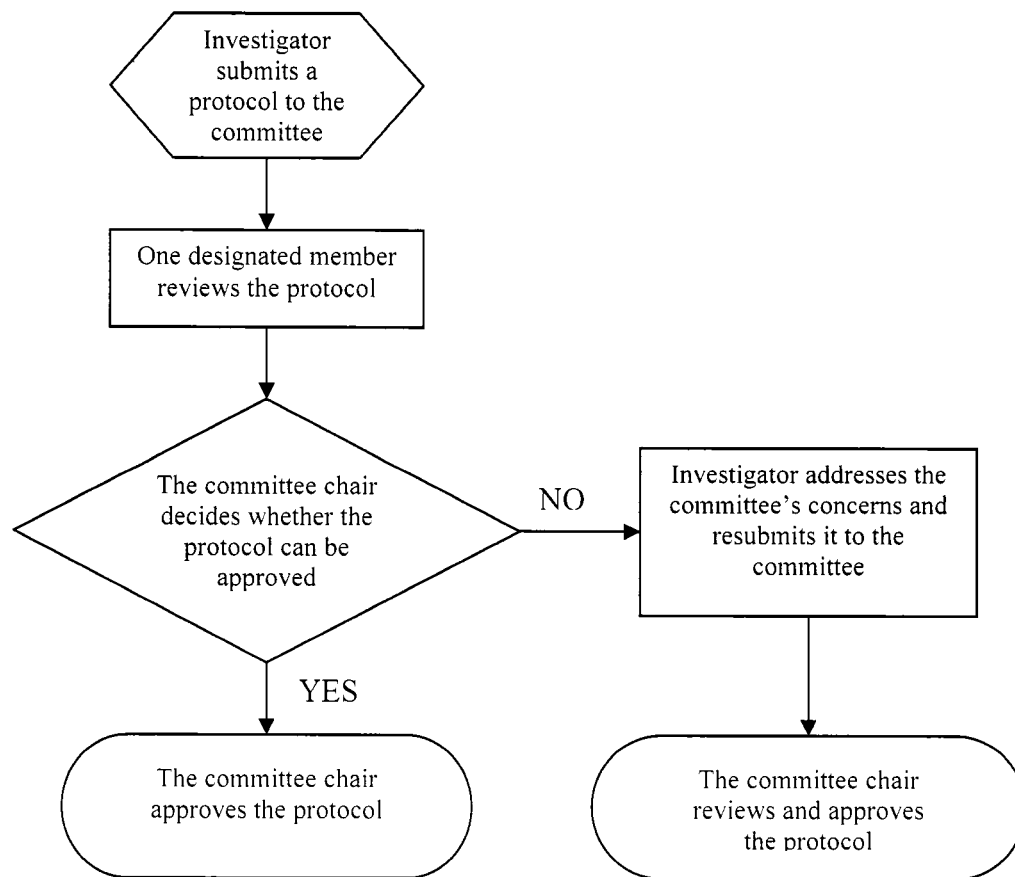 Investigator
submits a
protocol to the
committee
One designated member
reviews the protocol
The committee chair
decides whether the
protocol can be
approved
NO
Investigator addresses the
committee's concerns and
resubmits it to the
committee
YES
The committee chair
approves the protocol
The committee chair
reviews and approves
the protocol